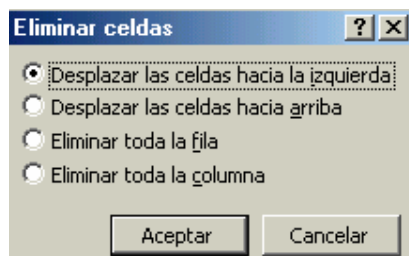 Eliminar celdas
Desplazar las celdas hacia la izquierda
Desplazar las celdas hacia arriba
Eliminar toda la fila
Eliminar toda la columna
Aceptar Cancelar